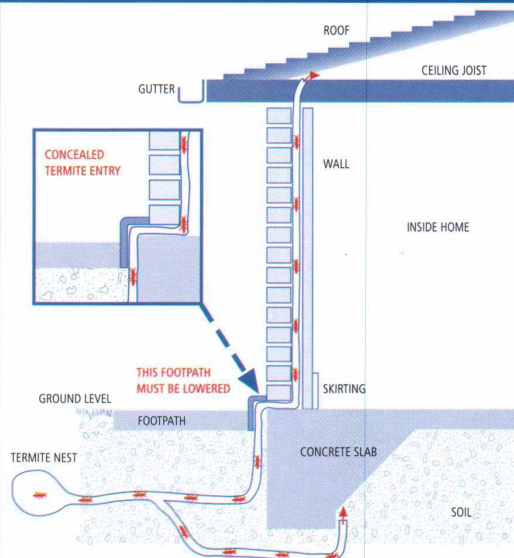 ROOF
CEILING JOIST
GUTTER
CONCEALED
TERMITE ENTRY
WALL
INSIDE HOME
THIS FOOTPATH
MUST BE LOWERED
SKIRTING
GROUND LEVEL
FOOTPATH
CONCRETE SLAB
TERMITE NEST
SOIL